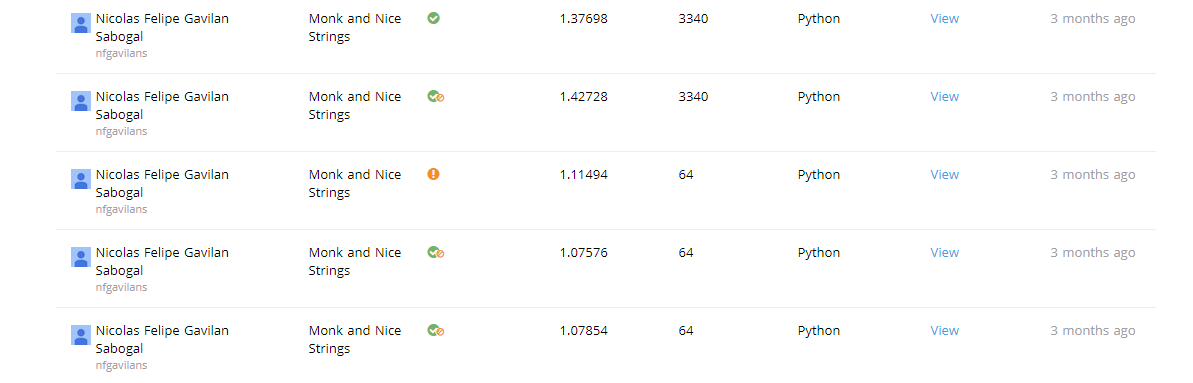 Nicolas Felipe Gavilan Monk and Nice 1.37698 3340 Python View 3 months ago
Sabogal Strings
nfgavilans
Nicolas Felipe Gavilan Monk and Nice 1.42728 3340 Python View 3 months ago
Sabogal Strings
nfgavilans
Nicolas Felipe Gavilan Monk and Nice 1.11494 64 Python View 3 months ago
Sabogal Strings
nfgavilans
Nicolas Felipe Gavilan Monk and Nice 1.07576 64 Python View 3 months ago
Sabogal Strings
nfgavilans
Nicolas Felipe Gavilan Monk and Nice 1.07854 64 Python View 3 months ago
Sabogal Strings
nfgavilans